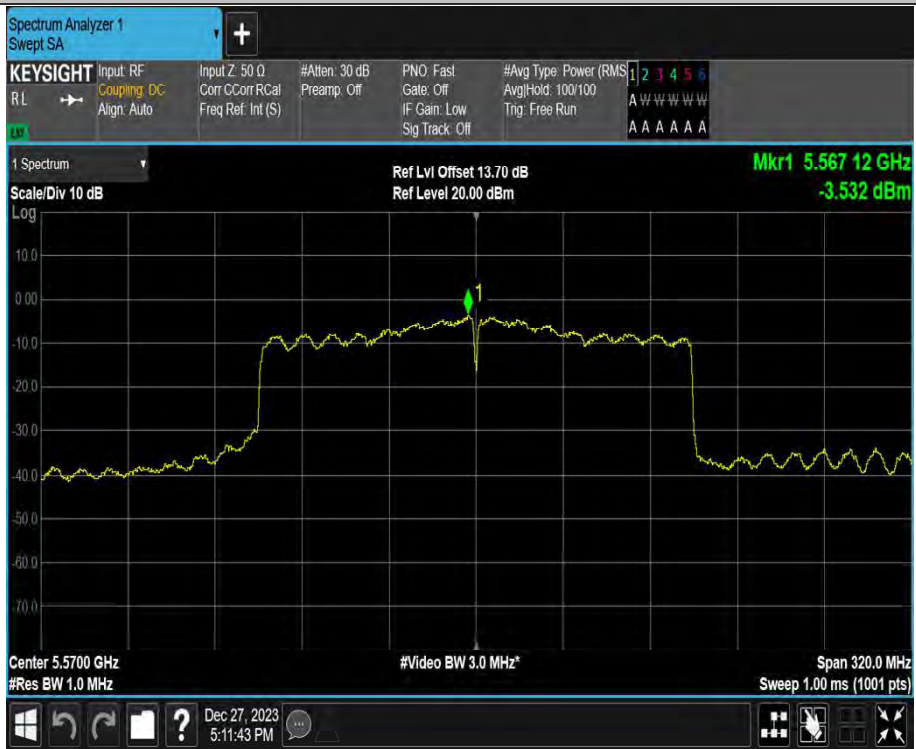 Spectrum Analyzer 1
Swept SA
+
KEYSIGHT
RL
LXI
Input: RF
Coupling: DC
Align: Auto
Input Z: 50 Ω
Corr CCorr RCal
Freq Ref: Int (S)
#Atten: 30 dB
Preamp: Off
PNO: Fast
Gate: Off
IF Gain: Low
Sig Track: Off
#Avg Type: Power (RMS
Avg|Hold: 100/100
Trig: Free Run
1 2 3 4 5 6
A W W W W W
A A A A A A
1 Spectrum
Scale/Div 10 dB
Log
Ref Lvl Offset 13.70 dB
Ref Level 20.00 dBm
Mkr1 5.567 12 GHz
-3.532 dBm
10.0
0.00
-10.0
-20.0
-30.0
-40.0
-50.0
-60.0
-70.0
1
Center 5.5700 GHz
#Res BW 1.0 MHz
#Video BW 3.0 MHz*
Span 320.0 MHz
Sweep 1.00 ms (1001 pts)
?
Dec 27, 2023
5:11:43 PM